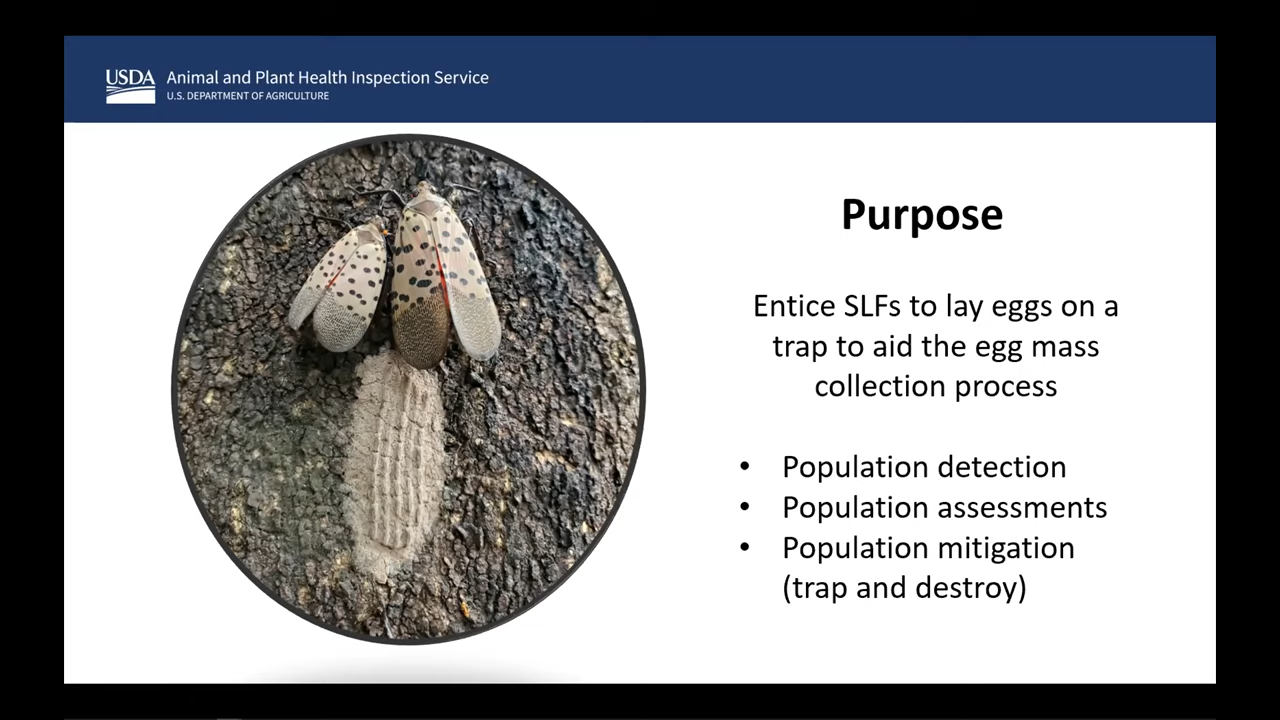 USDA
Animal and Plant Health Inspection Service
U.S. DEPARTMENT OF AGRICULTURE
Purpose
Entice SLFs to lay eggs on a
trap to aid the egg mass
collection process
• Population detection
• Population assessments
• Population mitigation
(trap and destroy)